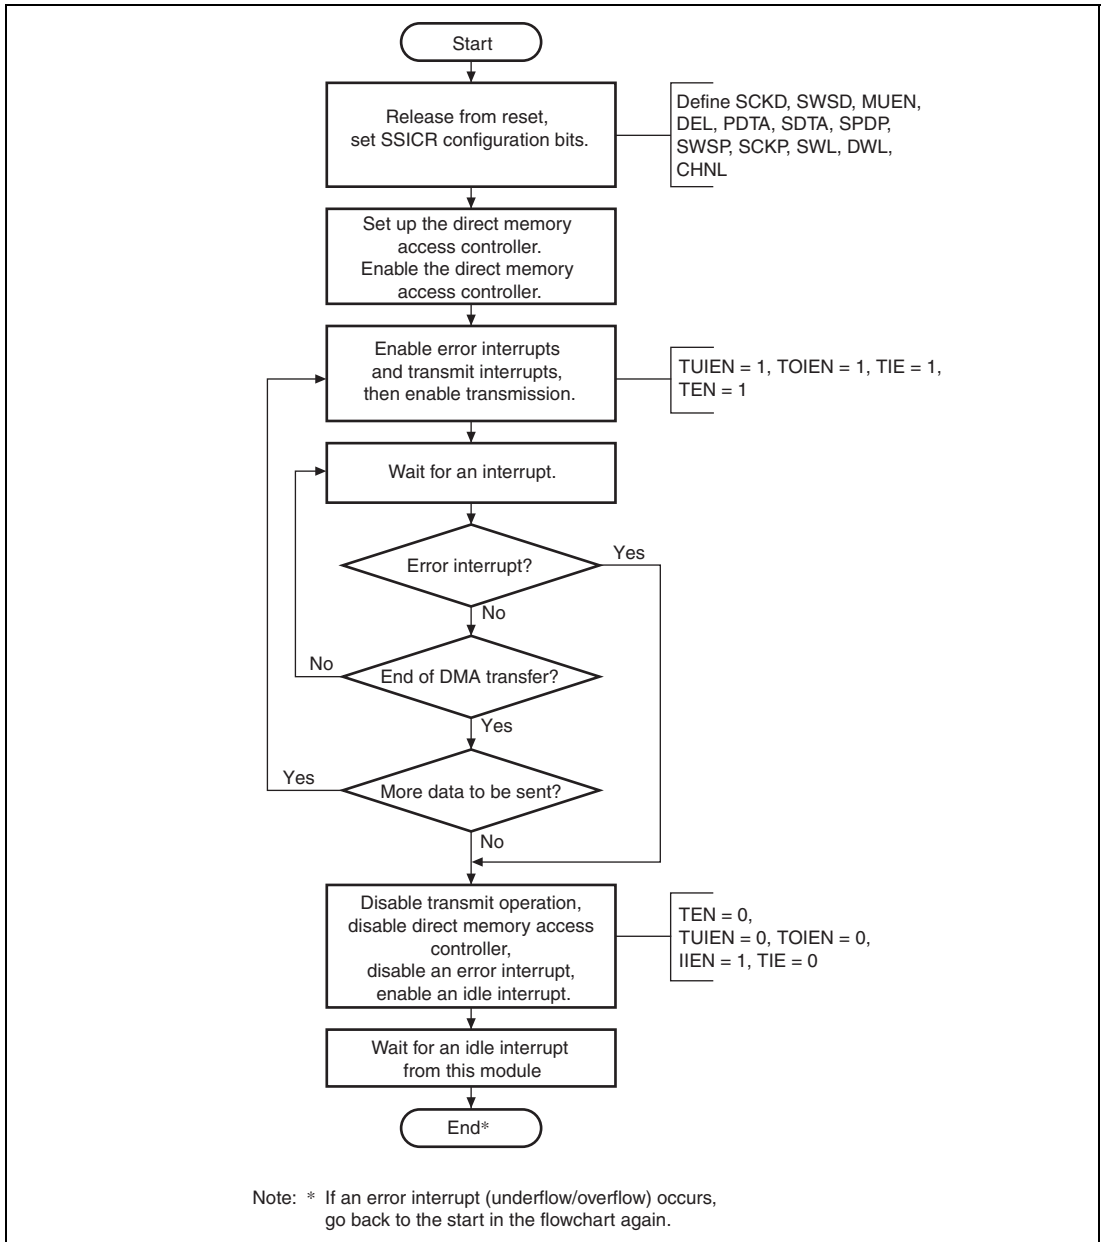 Start
Release from reset,
set SSICR configuration bits.
Define SCKD, SWSD, MUEN,
DEL, PDTA, SDTA, SPDP,
SWSP, SCKP, SWL, DWL,
CHNL
Set up the direct memory
access controller.
Enable the direct memory
access controller.
Enable error interrupts
and transmit interrupts,
then enable transmission.
TUIEN = 1, TOIEN = 1, TIE = 1,
TEN = 1
Wait for an interrupt.
Error interrupt?
Yes
No
End of DMA transfer?
No
Yes
More data to be sent?
Yes
No
Disable transmit operation,
disable direct memory access
controller,
disable an error interrupt,
enable an idle interrupt.
TEN = 0,
TUIEN = 0, TOIEN = 0,
IIEN = 1, TIE = 0
Wait for an idle interrupt
from this module
End*
Note: * If an error interrupt (underflow/overflow) occurs,
go back to the start in the flowchart again.